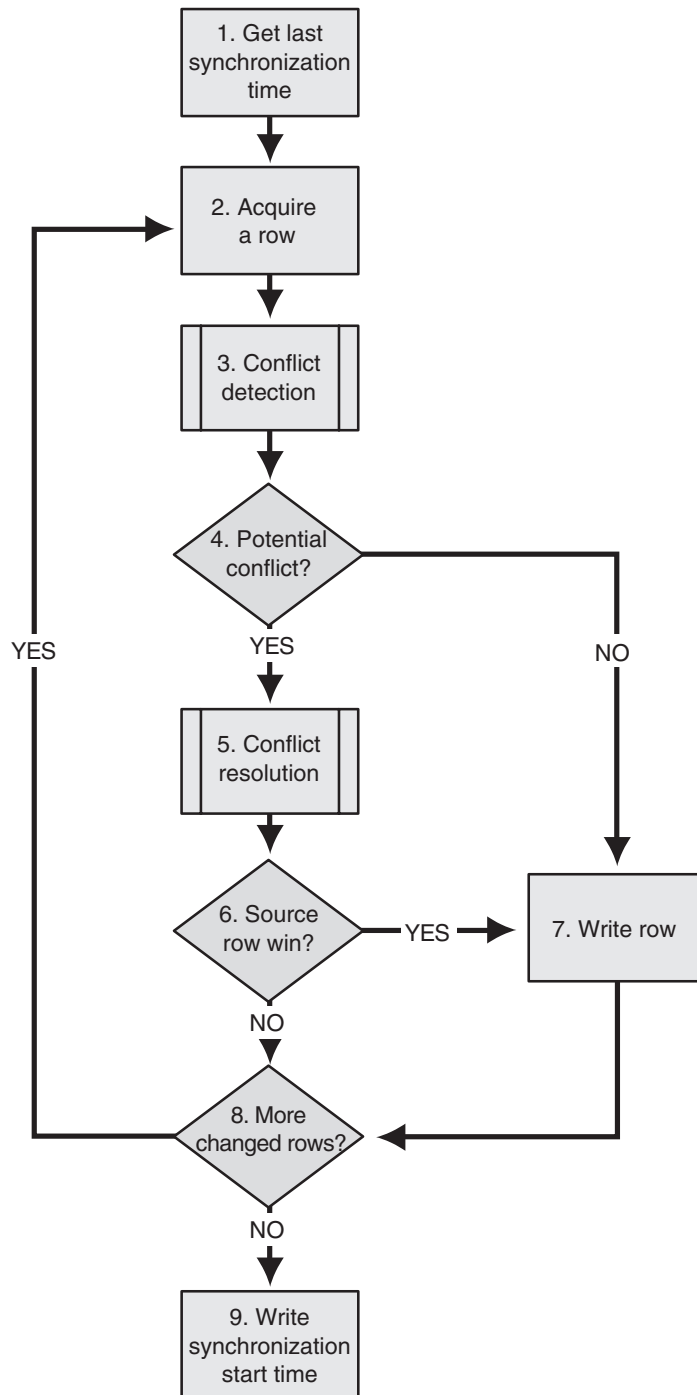 1. Get last
synchronization
time
2. Acquire
a row
3. Conflict
detection
4. Potential
conflict?
YES
YES
NO
5. Conflict
resolution
6. Source
row win?
YES
7. Write row
NO
8. More
changed rows?
NO
9. Write
synchronization
start time